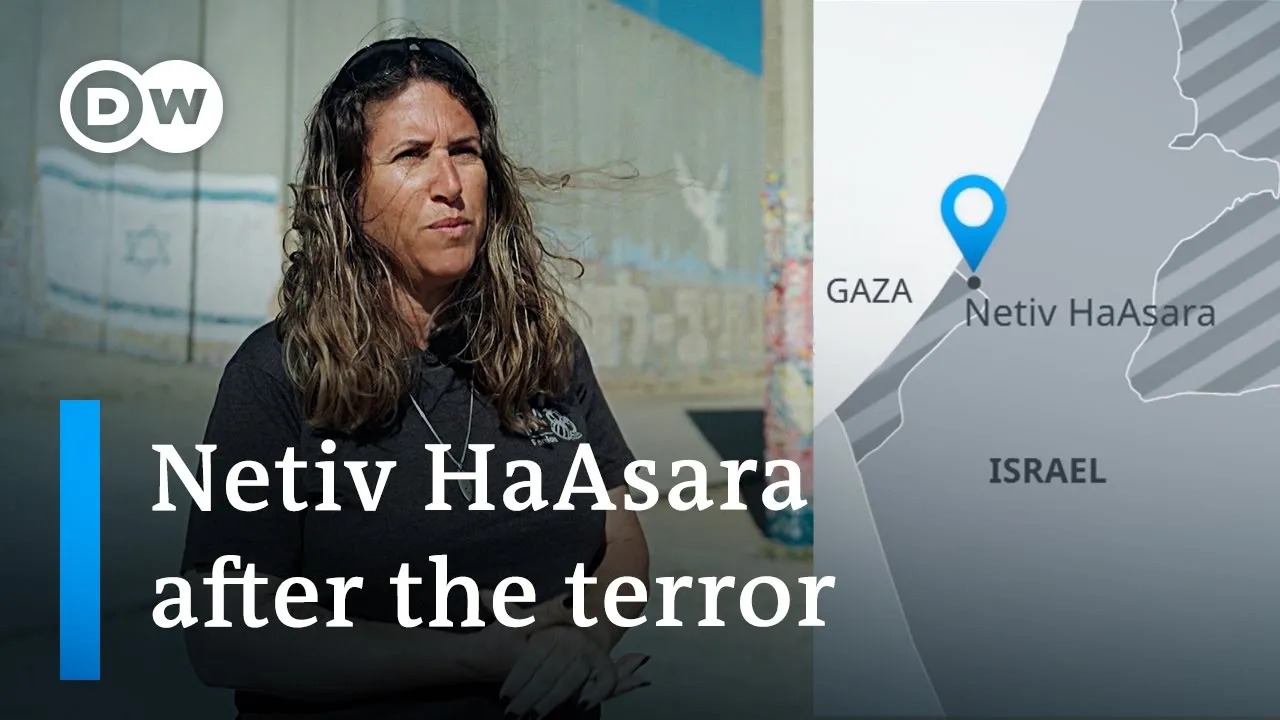 DW
GAZA
Netiv HaAsara
ISRAEL
Netiv HaAsara
after the terror